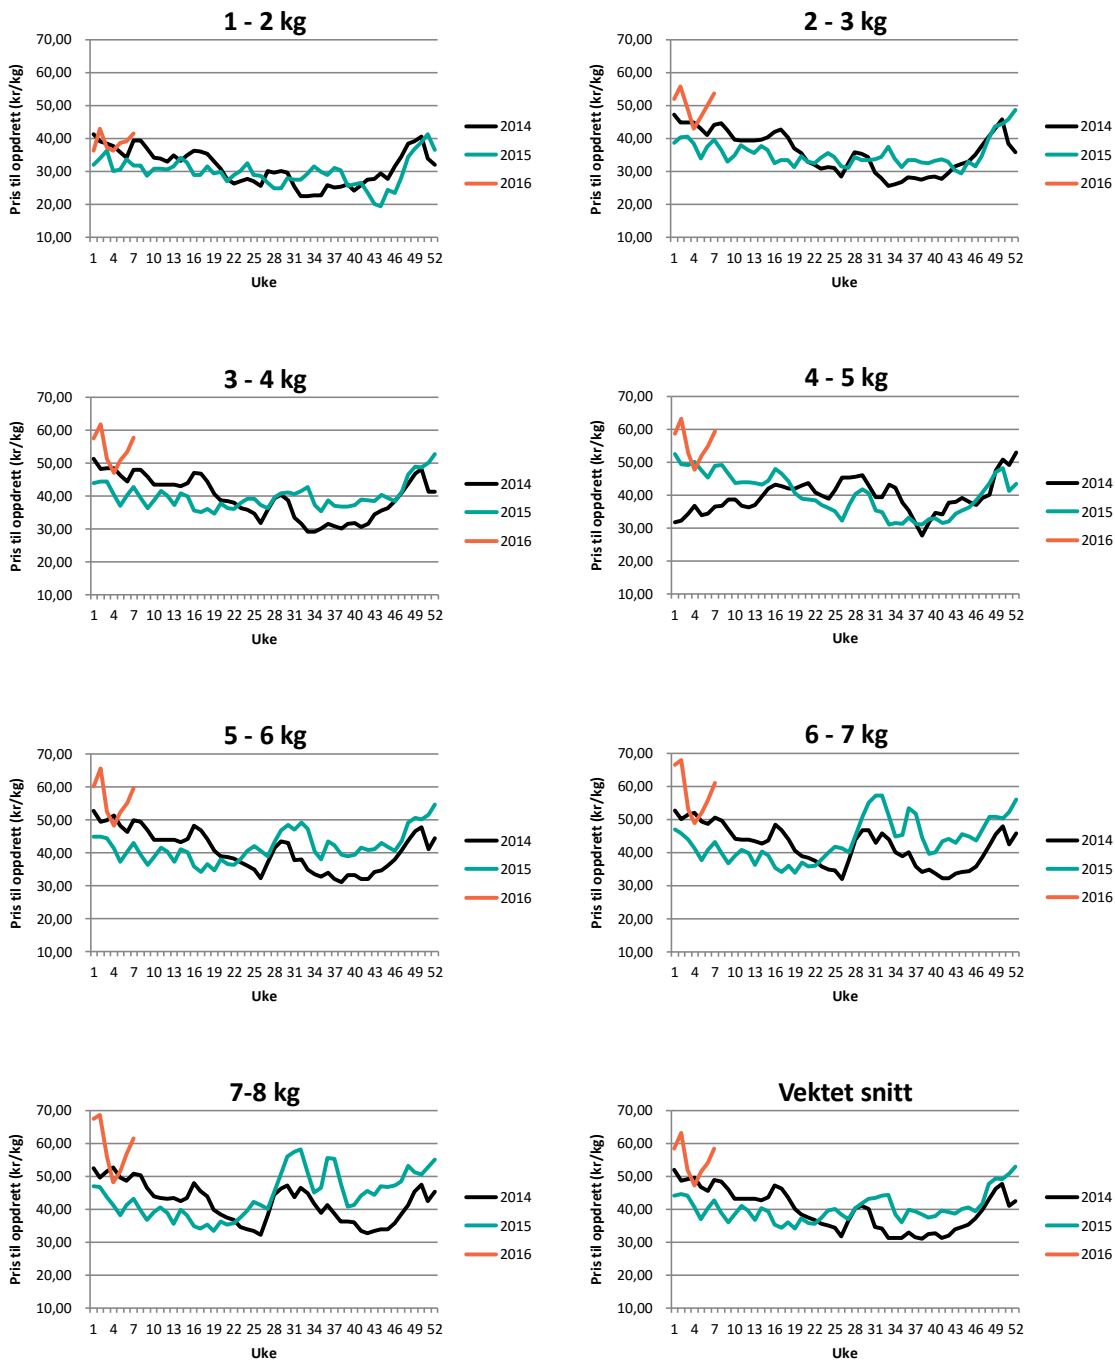 1 - 2 kg
Pris til oppdrett (kr/kg)
70,00
60,00
50,00
40,00
30,00
20,00
10,00
1 4 7 10 13 16 19 22 25 28 31 34 37 40 43 46 49 52
Uke
2014
2015
2016
2 - 3 kg
Pris til oppdrett (kr/kg)
70,00
60,00
50,00
40,00
30,00
20,00
10,00
1 4 7 10 13 16 19 22 25 28 31 34 37 40 43 46 49 52
Uke
2014
2015
2016
3 - 4 kg
Pris til oppdrett (kr/kg)
70,00
60,00
50,00
40,00
30,00
20,00
10,00
1 4 7 10 13 16 19 22 25 28 31 34 37 40 43 46 49 52
Uke
2014
2015
2016
4 - 5 kg
Pris til oppdrett (kr/kg)
70,00
60,00
50,00
40,00
30,00
20,00
10,00
1 4 7 10 13 16 19 22 25 28 31 34 37 40 43 46 49 52
Uke
2014
2015
2016
5 - 6 kg
Pris til oppdrett (kr/kg)
70,00
60,00
50,00
40,00
30,00
20,00
10,00
1 4 7 10 13 16 19 22 25 28 31 34 37 40 43 46 49 52
Uke
2014
2015
2016
6 - 7 kg
Pris til oppdrett (kr/kg)
70,00
60,00
50,00
40,00
30,00
20,00
10,00
1 4 7 10 13 16 19 22 25 28 31 34 37 40 43 46 49 52
Uke
2014
2015
2016
7-8 kg
Pris til oppdrett (kr/kg)
70,00
60,00
50,00
40,00
30,00
20,00
10,00
1 4 7 10 13 16 19 22 25 28 31 34 37 40 43 46 49 52
Uke
2014
2015
2016
Vektet snitt
Pris til oppdrett (kr/kg)
70,00
60,00
50,00
40,00
30,00
20,00
10,00
1 4 7 10 13 16 19 22 25 28 31 34 37 40 43 46 49 52
Uke
2014
2015
2016